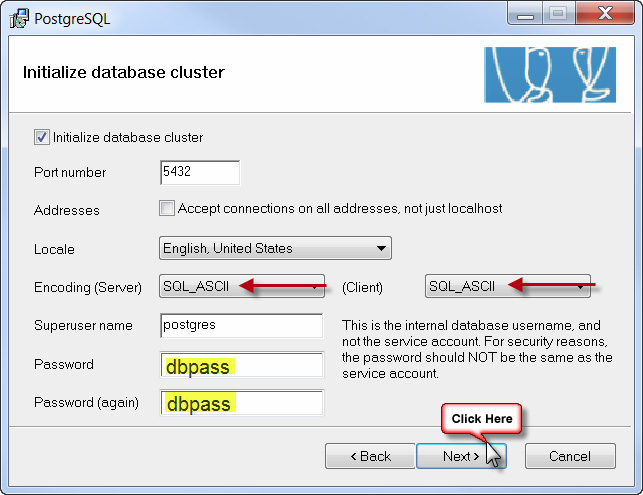 PostgreSQL
Initialize database cluster
Initialize database cluster
Port number 5432
Addresses Accept connections on all addresses, not just localhost
Locale English, United States
Encoding (Server) SQL_ASCII (Client) SQL_ASCII
Superuser name postgres
This is the internal database username, and
not the service account. For security reasons,
the password should NOT be the same as the
service account.
Password dbpass
Password (again) dbpass
Click Here
< Back Next > Cancel